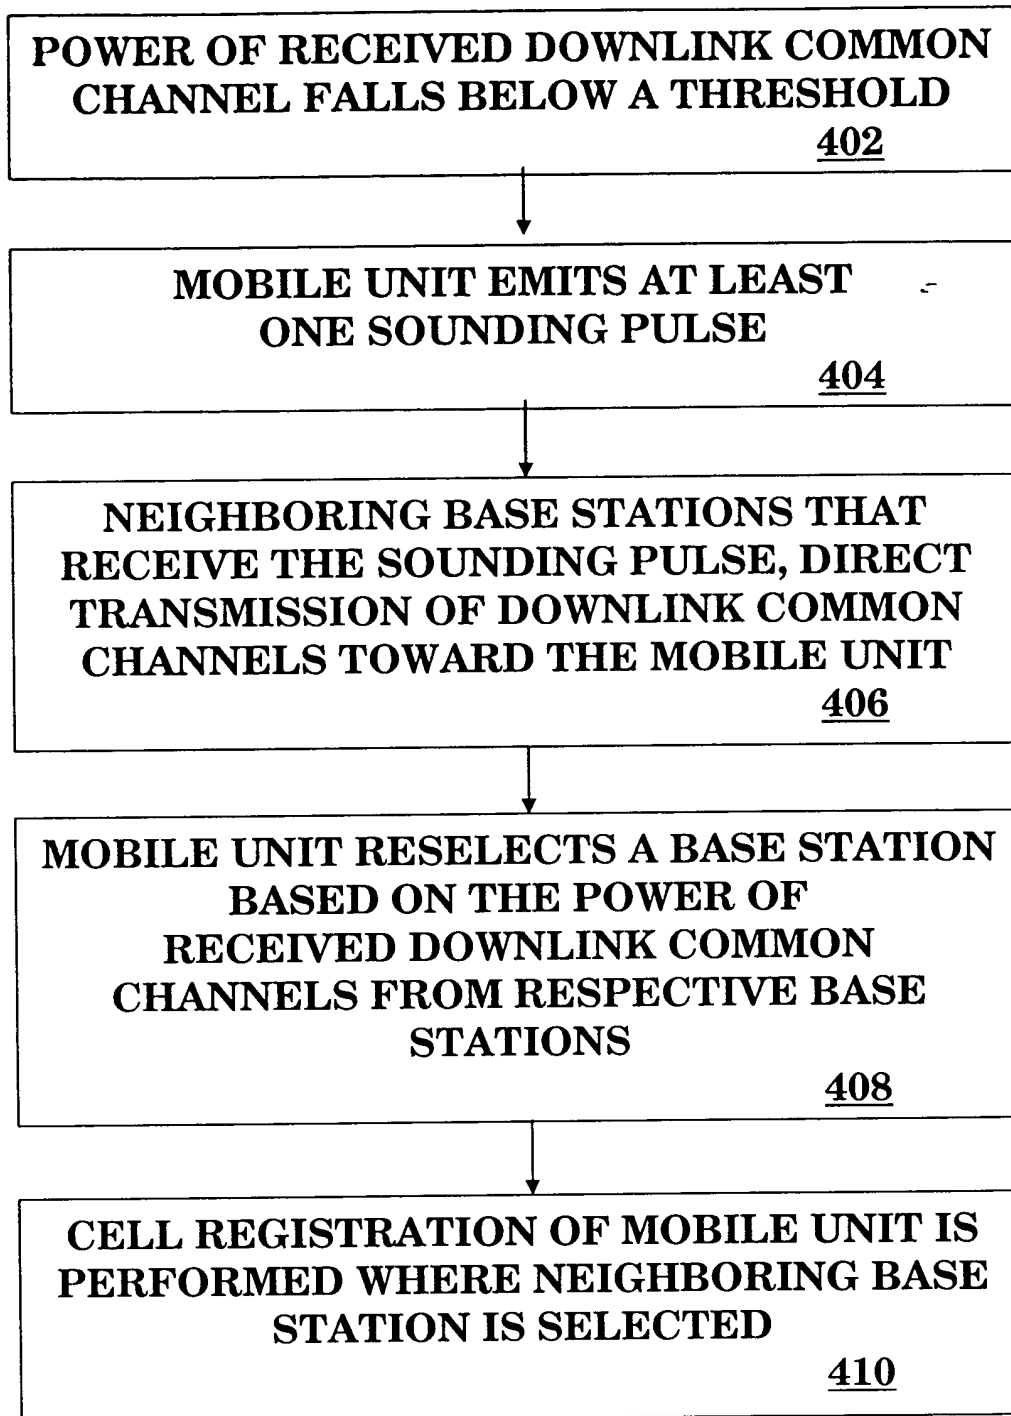 POWER OF RECEIVED DOWNLINK COMMON
CHANNEL FALLS BELOW A THRESHOLD
402
MOBILE UNIT EMITS AT LEAST
ONE SOUNDING PULSE
404
NEIGHBORING BASE STATIONS THAT
RECEIVE THE SOUNDING PULSE, DIRECT
TRANSMISSION OF DOWNLINK COMMON
CHANNELS TOWARD THE MOBILE UNIT
406
MOBILE UNIT RESELECTS A BASE STATION
BASED ON THE POWER OF
RECEIVED DOWNLINK COMMON
CHANNELS FROM RESPECTIVE BASE
STATIONS
408
CELL REGISTRATION OF MOBILE UNIT IS
PERFORMED WHERE NEIGHBORING BASE
STATION IS SELECTED
410